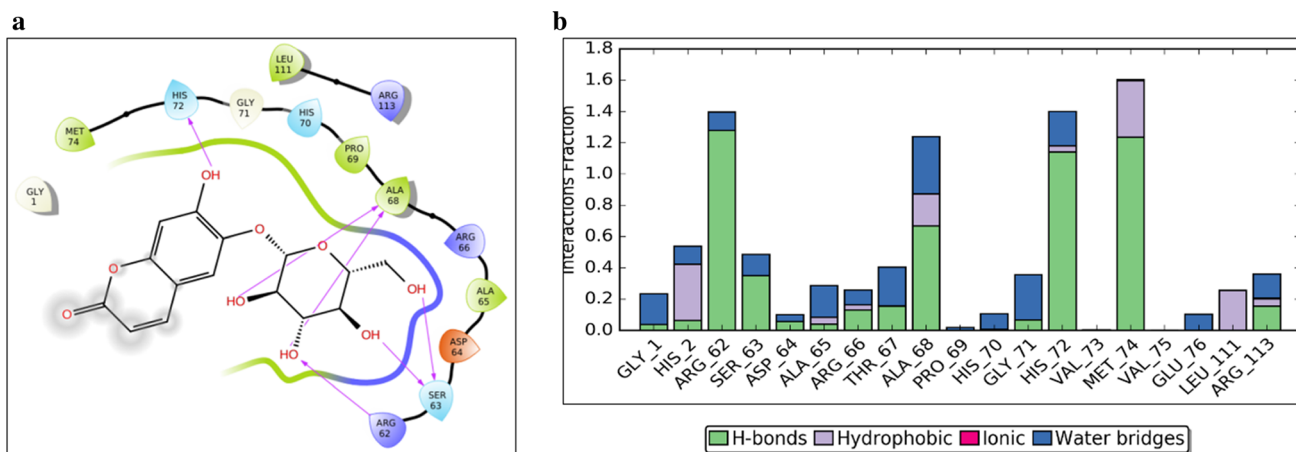 a
LEU
111
ARG
113
HIS
72
GLY
71
HIS
70
MET
74
PRO
69
ALA
68
GLY
1
OH
ARG
66
O
O
HO
OH
OH
HO
O
O
ALA
65
ASP
64
SER
63
ARG
62
b
Interactions Fraction
1.8
1.6
1.4
1.2
1.0
0.8
0.6
0.4
0.2
0.0
GLY_1
HIS_2
ARG_62
SER_63
ASP_64
ALA_65
ARG_66
THR_67
ALA_68
PRO_69
HIS_70
GLY_71
HIS_72
VAL_73
MET_74
VAL_75
GLU_76
LEU_111
ARG_113
H-bonds Hydrophobic Ionic Water bridges